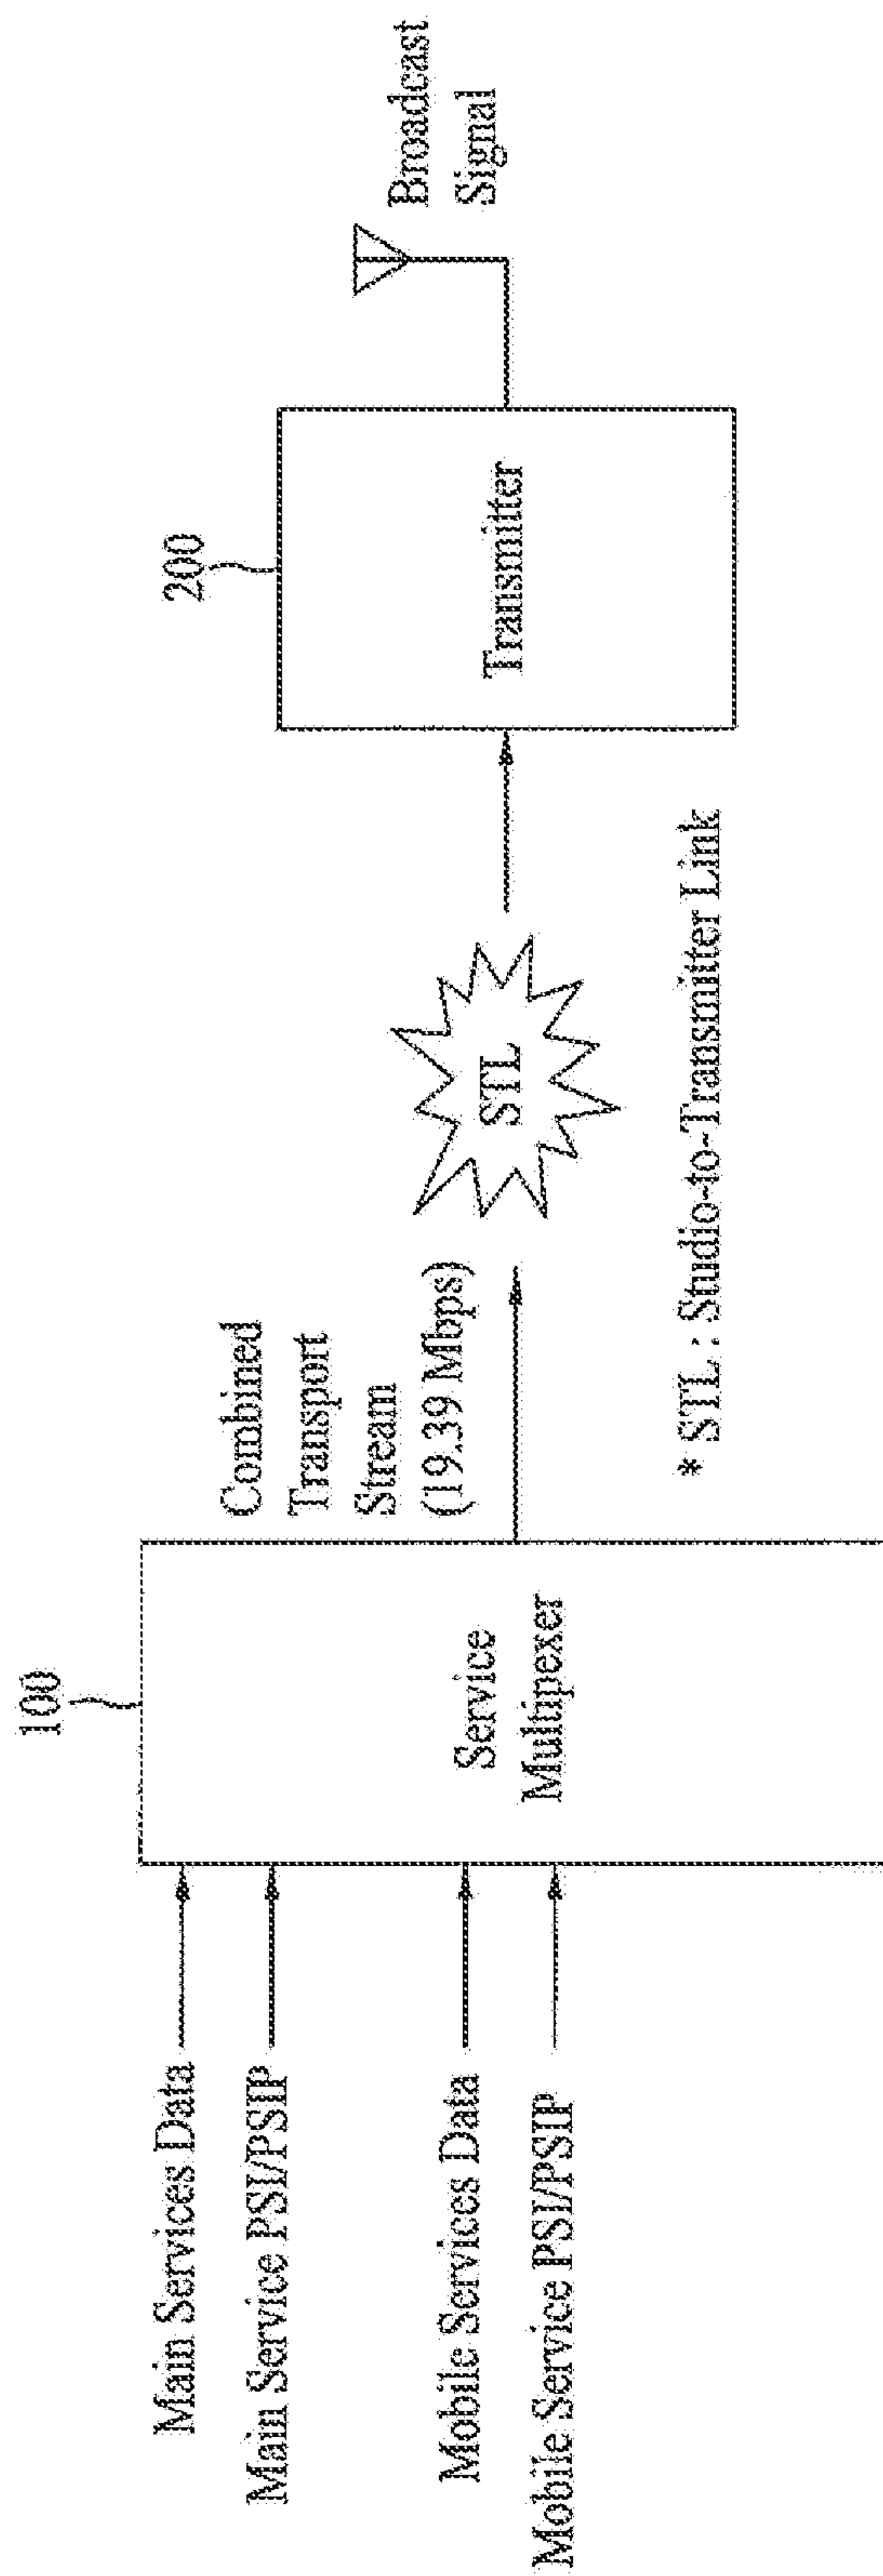 Main Services Data
Main Service PSI/PSIP
Mobile Services Data
Mobile Service PSI/PSIP
100
Service
Multipexer
Combined
Transport
Stream
(19.39 Mbps)
STL
* STL : Studio-to-Transmitter Link
200
Transmitter
Broadcast
Signal